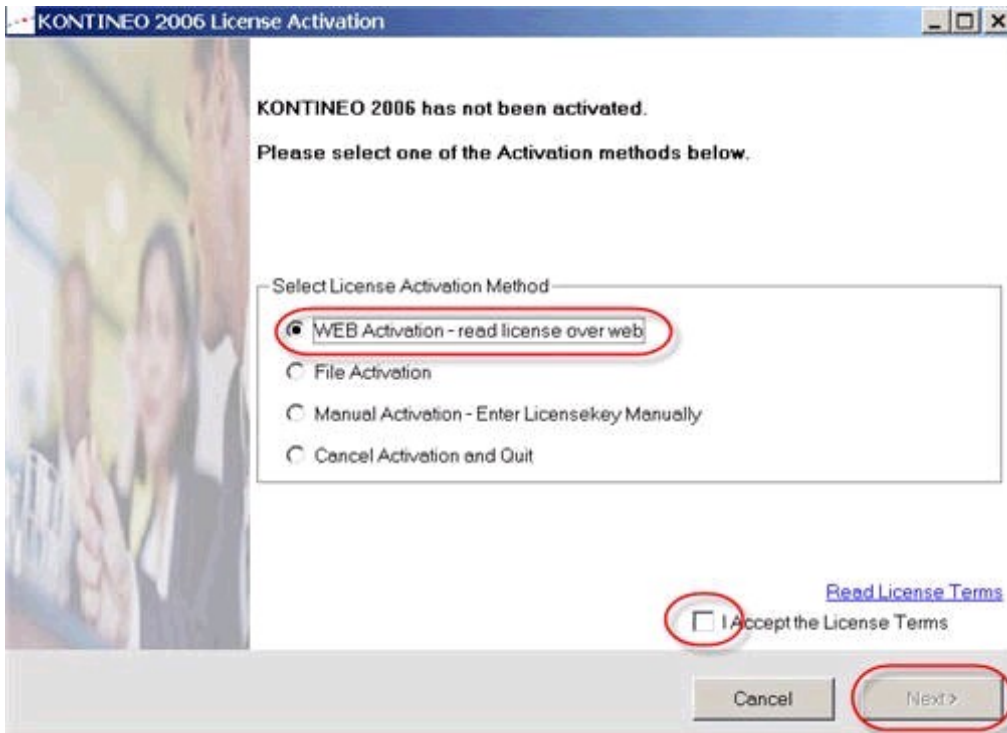 KONTINEO 2006 License Activation
KONTINEO 2006 has not been activated.
Please select one of the Activation methods below.
Select License Activation Method
WEB Activation - read license over web
File Activation
Manual Activation - Enter Licensekey Manually
Cancel Activation and Quit
Read License Terms
I Accept the License Terms
Cancel
Next >